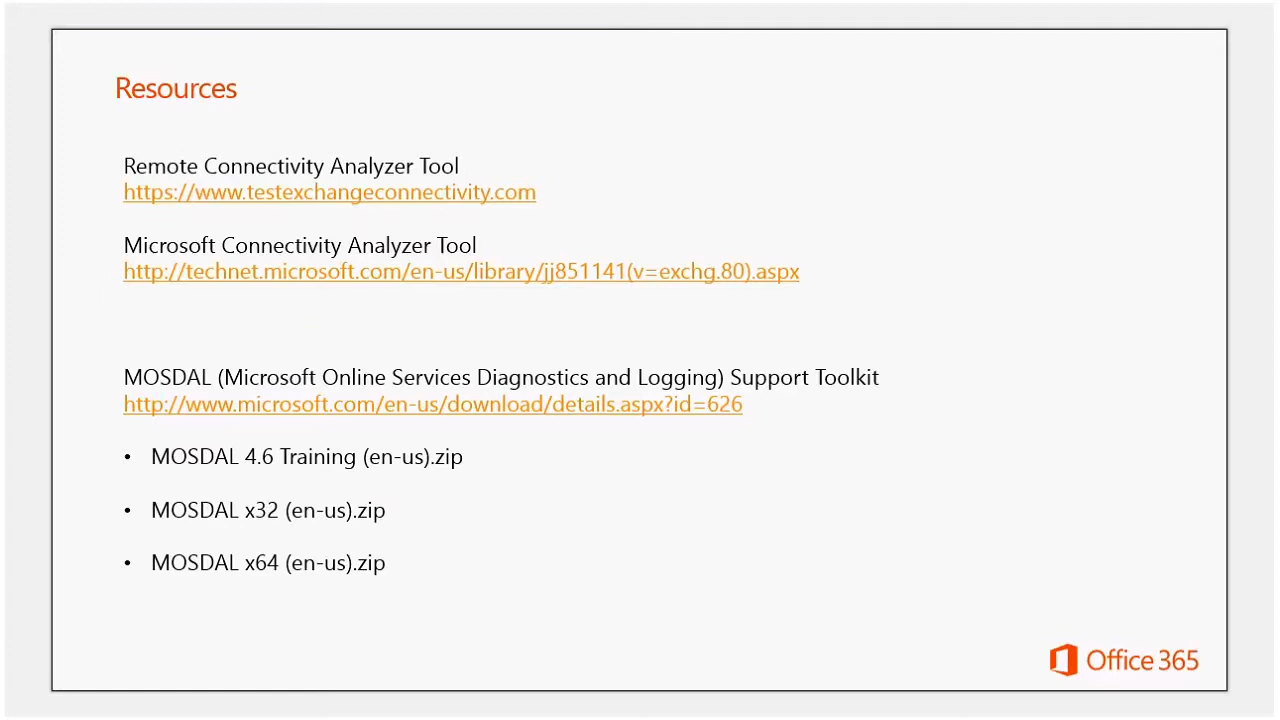 Resources
Remote Connectivity Analyzer Tool
https://www.testexchangeconnectivity.com
Microsoft Connectivity Analyzer Tool
http://technet.microsoft.com/en-us/library/jj851141(v=exchg.80).aspx
MOSDAL (Microsoft Online Services Diagnostics and Logging) Support Toolkit
http://www.microsoft.com/en-us/download/details.aspx?id=626
• MOSDAL 4.6 Training (en-us).zip
• MOSDAL x32 (en-us).zip
• MOSDAL x64 (en-us).zip
Office 365